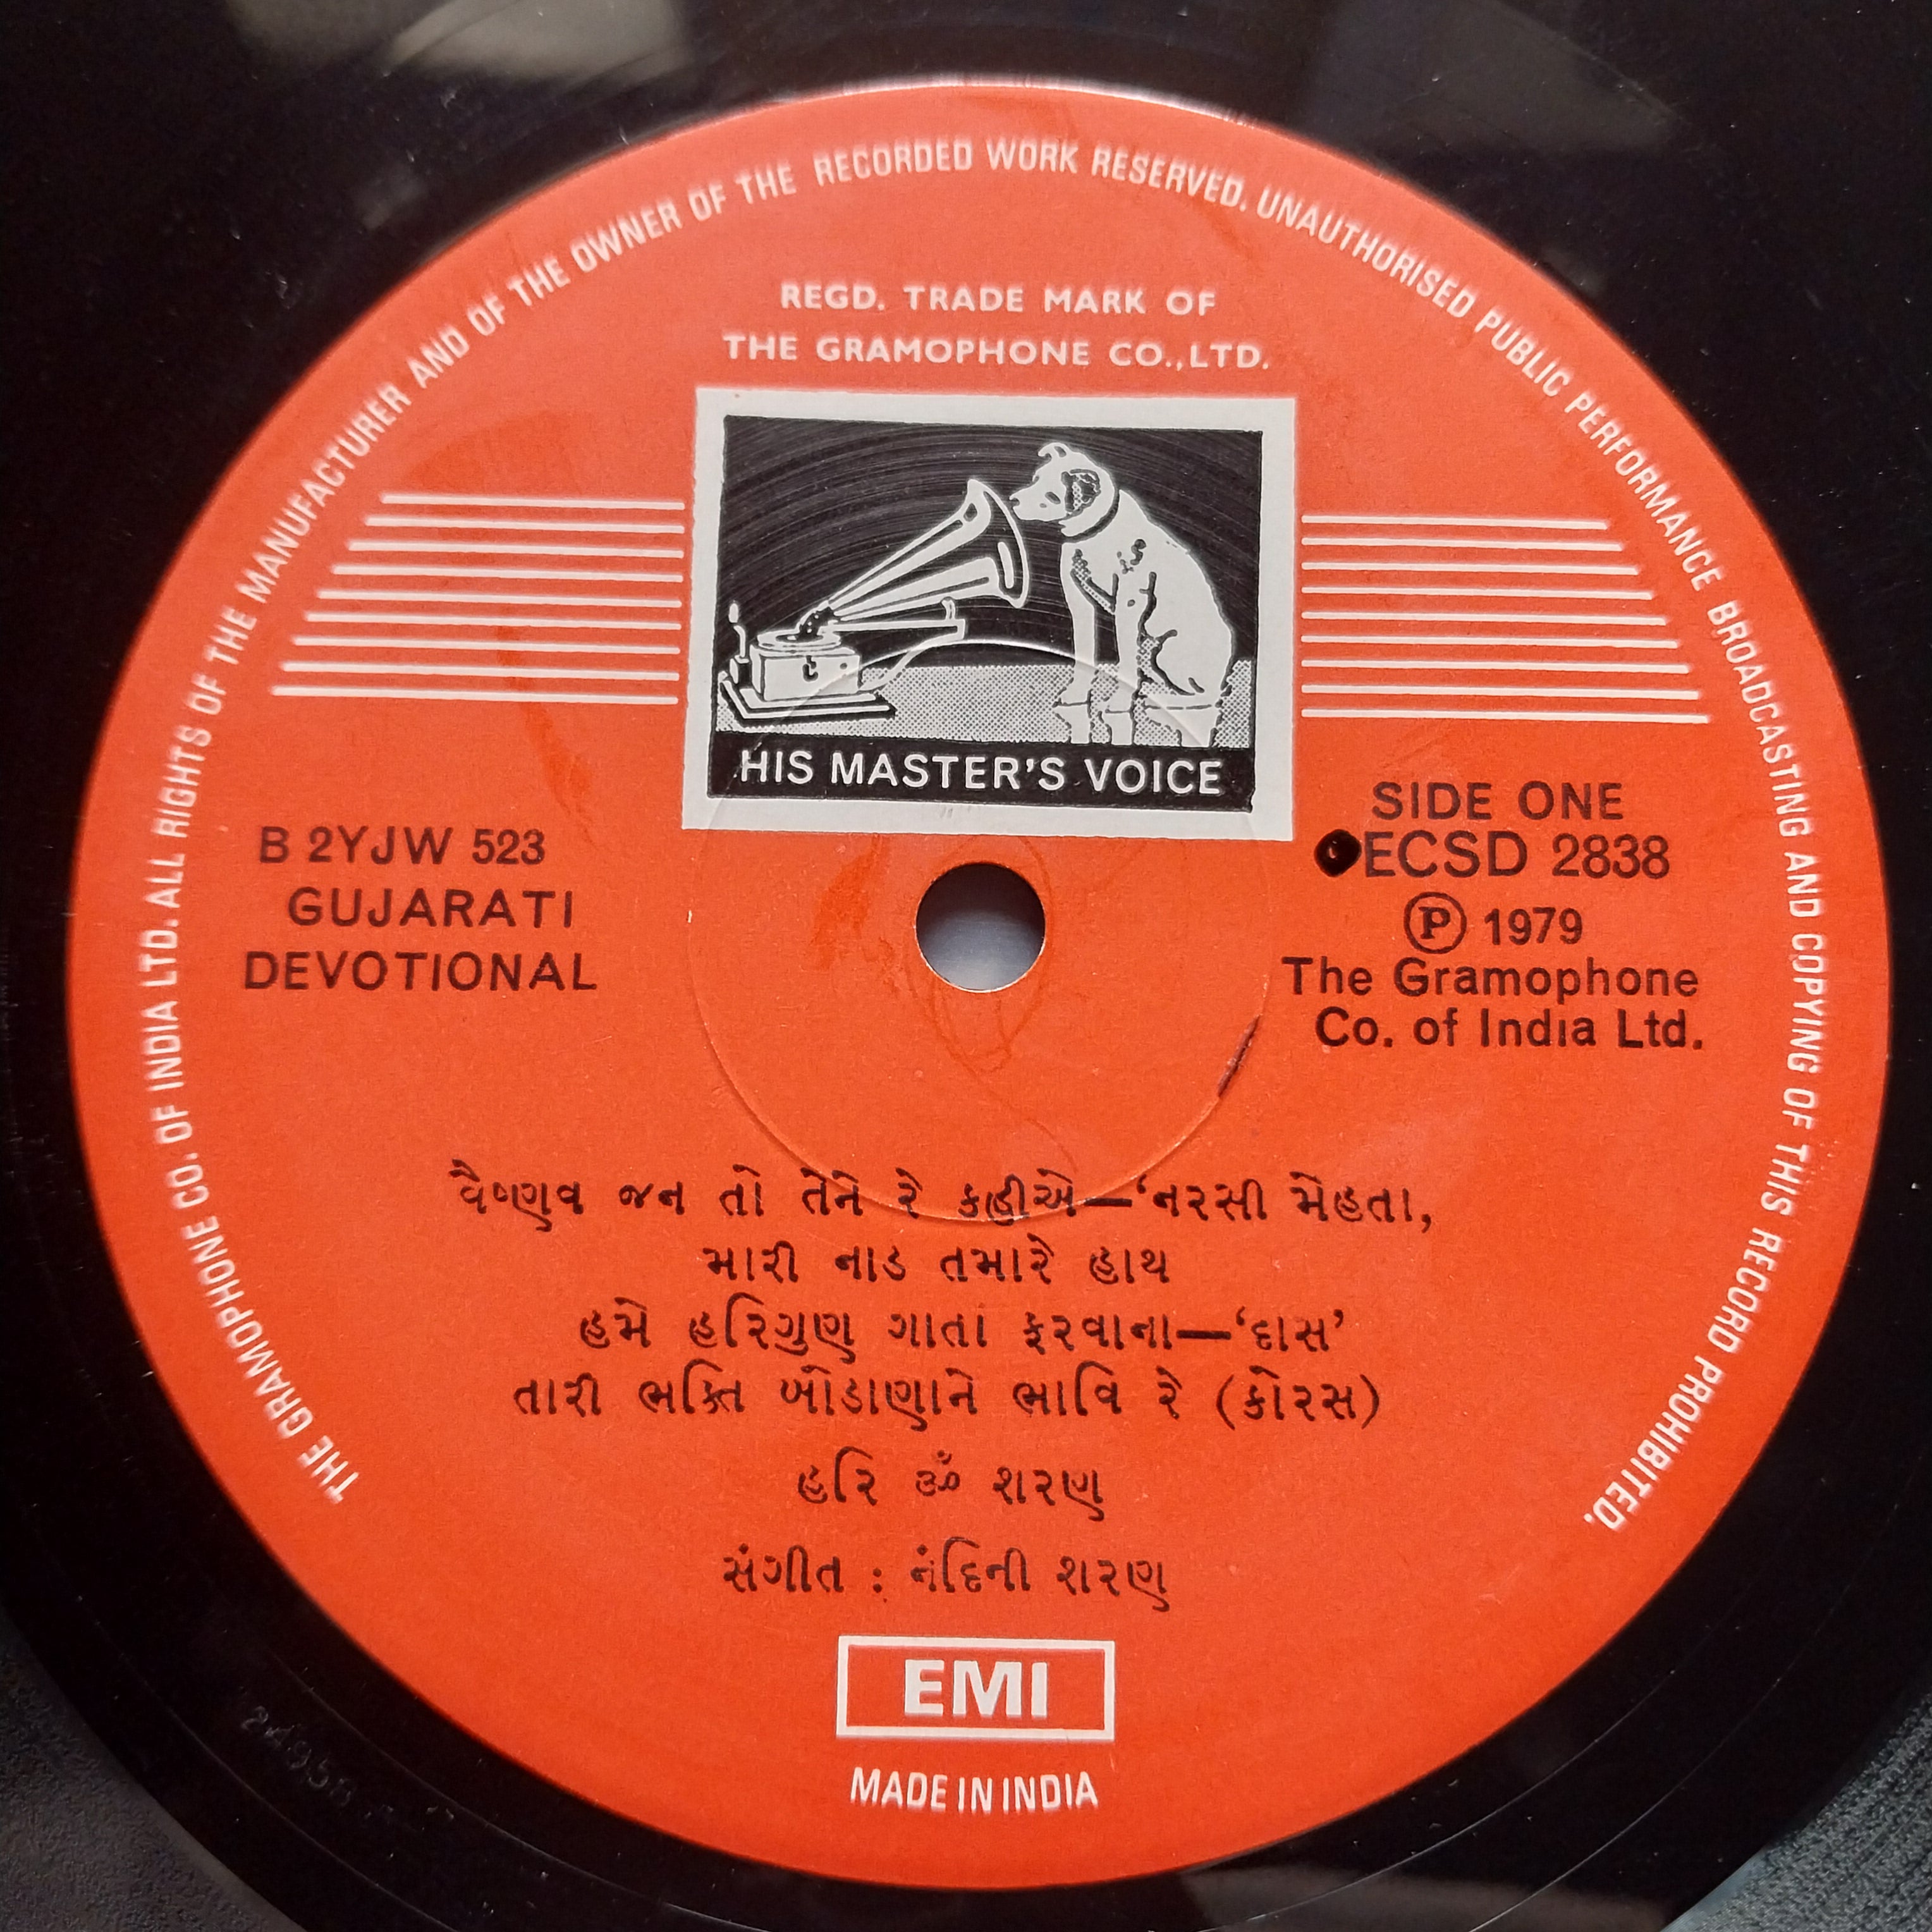 THE GRAMOPHONE CO. OF INDIA LTD. ALL RIGHTS OF THE MANUFACTURER AND OF THE OWNER OF THE RECORDED WORK RESERVED. UNAUTHORISED PUBLIC PERFORMANCE BROADCASTING AND COPYING OF THIS RECORD PROHIBITED.
REGD. TRADE MARK OF
THE GRAMOPHONE CO.,LTD.
HIS MASTER'S VOICE
B 2YJW 523
GUJARATI
DEVOTIONAL
SIDE ONE
ECSD 2838
Ⓟ 1979
The Gramophone
Co. of India Ltd.
વૈષ્ણવ જન તો તેને રે કહીએ—‘નરસી મેહતા,
મારી નાડ તમારે હાથ
હમે હરિગુણ ગાતા ફરવાના—‘દાસ’
તારી ભક્તિ ખોડાણાને ભાવિ રે (કોરસ)
હરિ ૐ શરણ
સંગીત : નંદિની શરણ
EMI
MADE IN INDIA